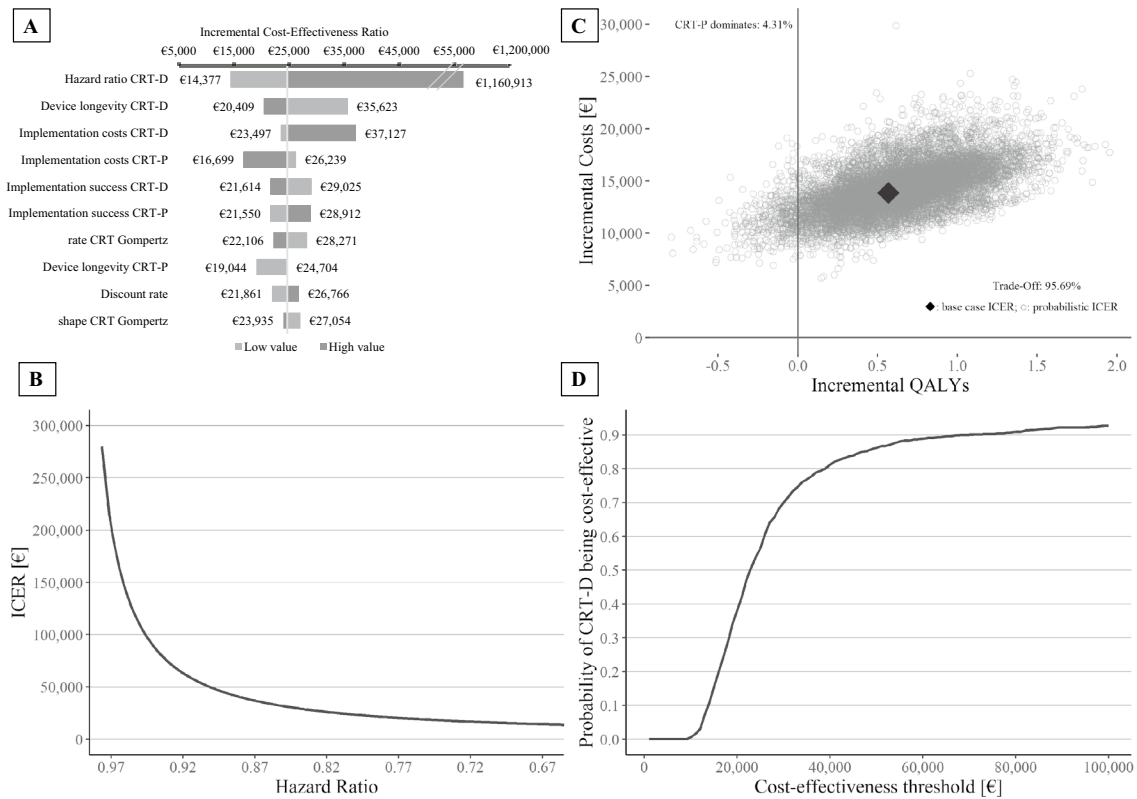 A
Incremental Cost-Effectiveness Ratio
€5,000 €15,000 €25,000 €35,000 €45,000 €55,000 €1,200,000
Hazard ratio CRT-D €14,377 €1,160,913
Device longevity CRT-D €20,409 €35,623
Implementation costs CRT-D €23,497 €37,127
Implementation costs CRT-P €16,699 €26,239
Implementation success CRT-D €21,614 €29,025
Implementation success CRT-P €21,550 €28,912
rate CRT Gompertz €22,106 €28,271
Device longevity CRT-P €19,044 €24,704
Discount rate €21,861 €26,766
shape CRT Gompertz €23,935 €27,054
Low value High value
C
CRT-P dominates: 4.31%
30,000
25,000
20,000
15,000
10,000
5,000
0
Incremental Costs [€]
Trade-Off: 95.69%
: base case ICER; : probabilistic ICER
-0.5 0.0 0.5 1.0 1.5 2.0
Incremental QALYs
B
300,000
250,000
200,000
150,000
100,000
50,000
0
ICER [€]
0.97 0.92 0.87 0.82 0.77 0.72 0.67
Hazard Ratio
D
0.9
0.8
0.7
0.6
0.5
0.4
0.3
0.2
0.1
0.0
Probability of CRT-D being cost-effective
0 20,000 40,000 60,000 80,000 100,000
Cost-effectiveness threshold [€]